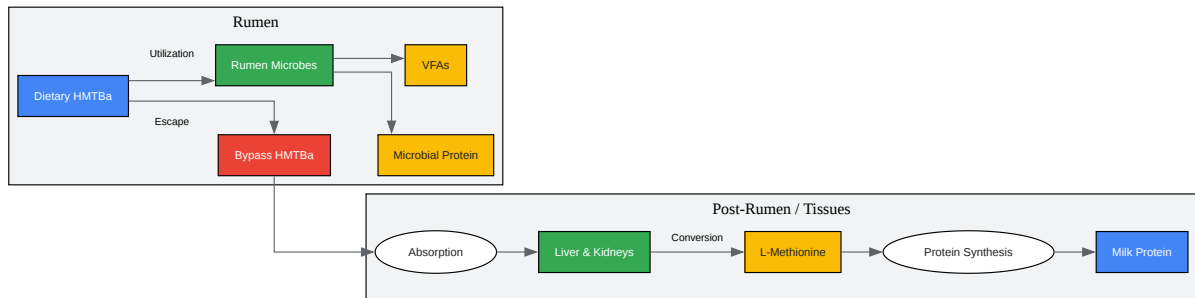 Rumen
Utilization
Rumen Microbes
VFAs
Dietary HMTBa
Escape
Bypass HMTBa
Microbial Protein
Post-Rumen / Tissues
Absorption
Liver & Kidneys
Conversion
L-Methionine
Protein Synthesis
Milk Protein